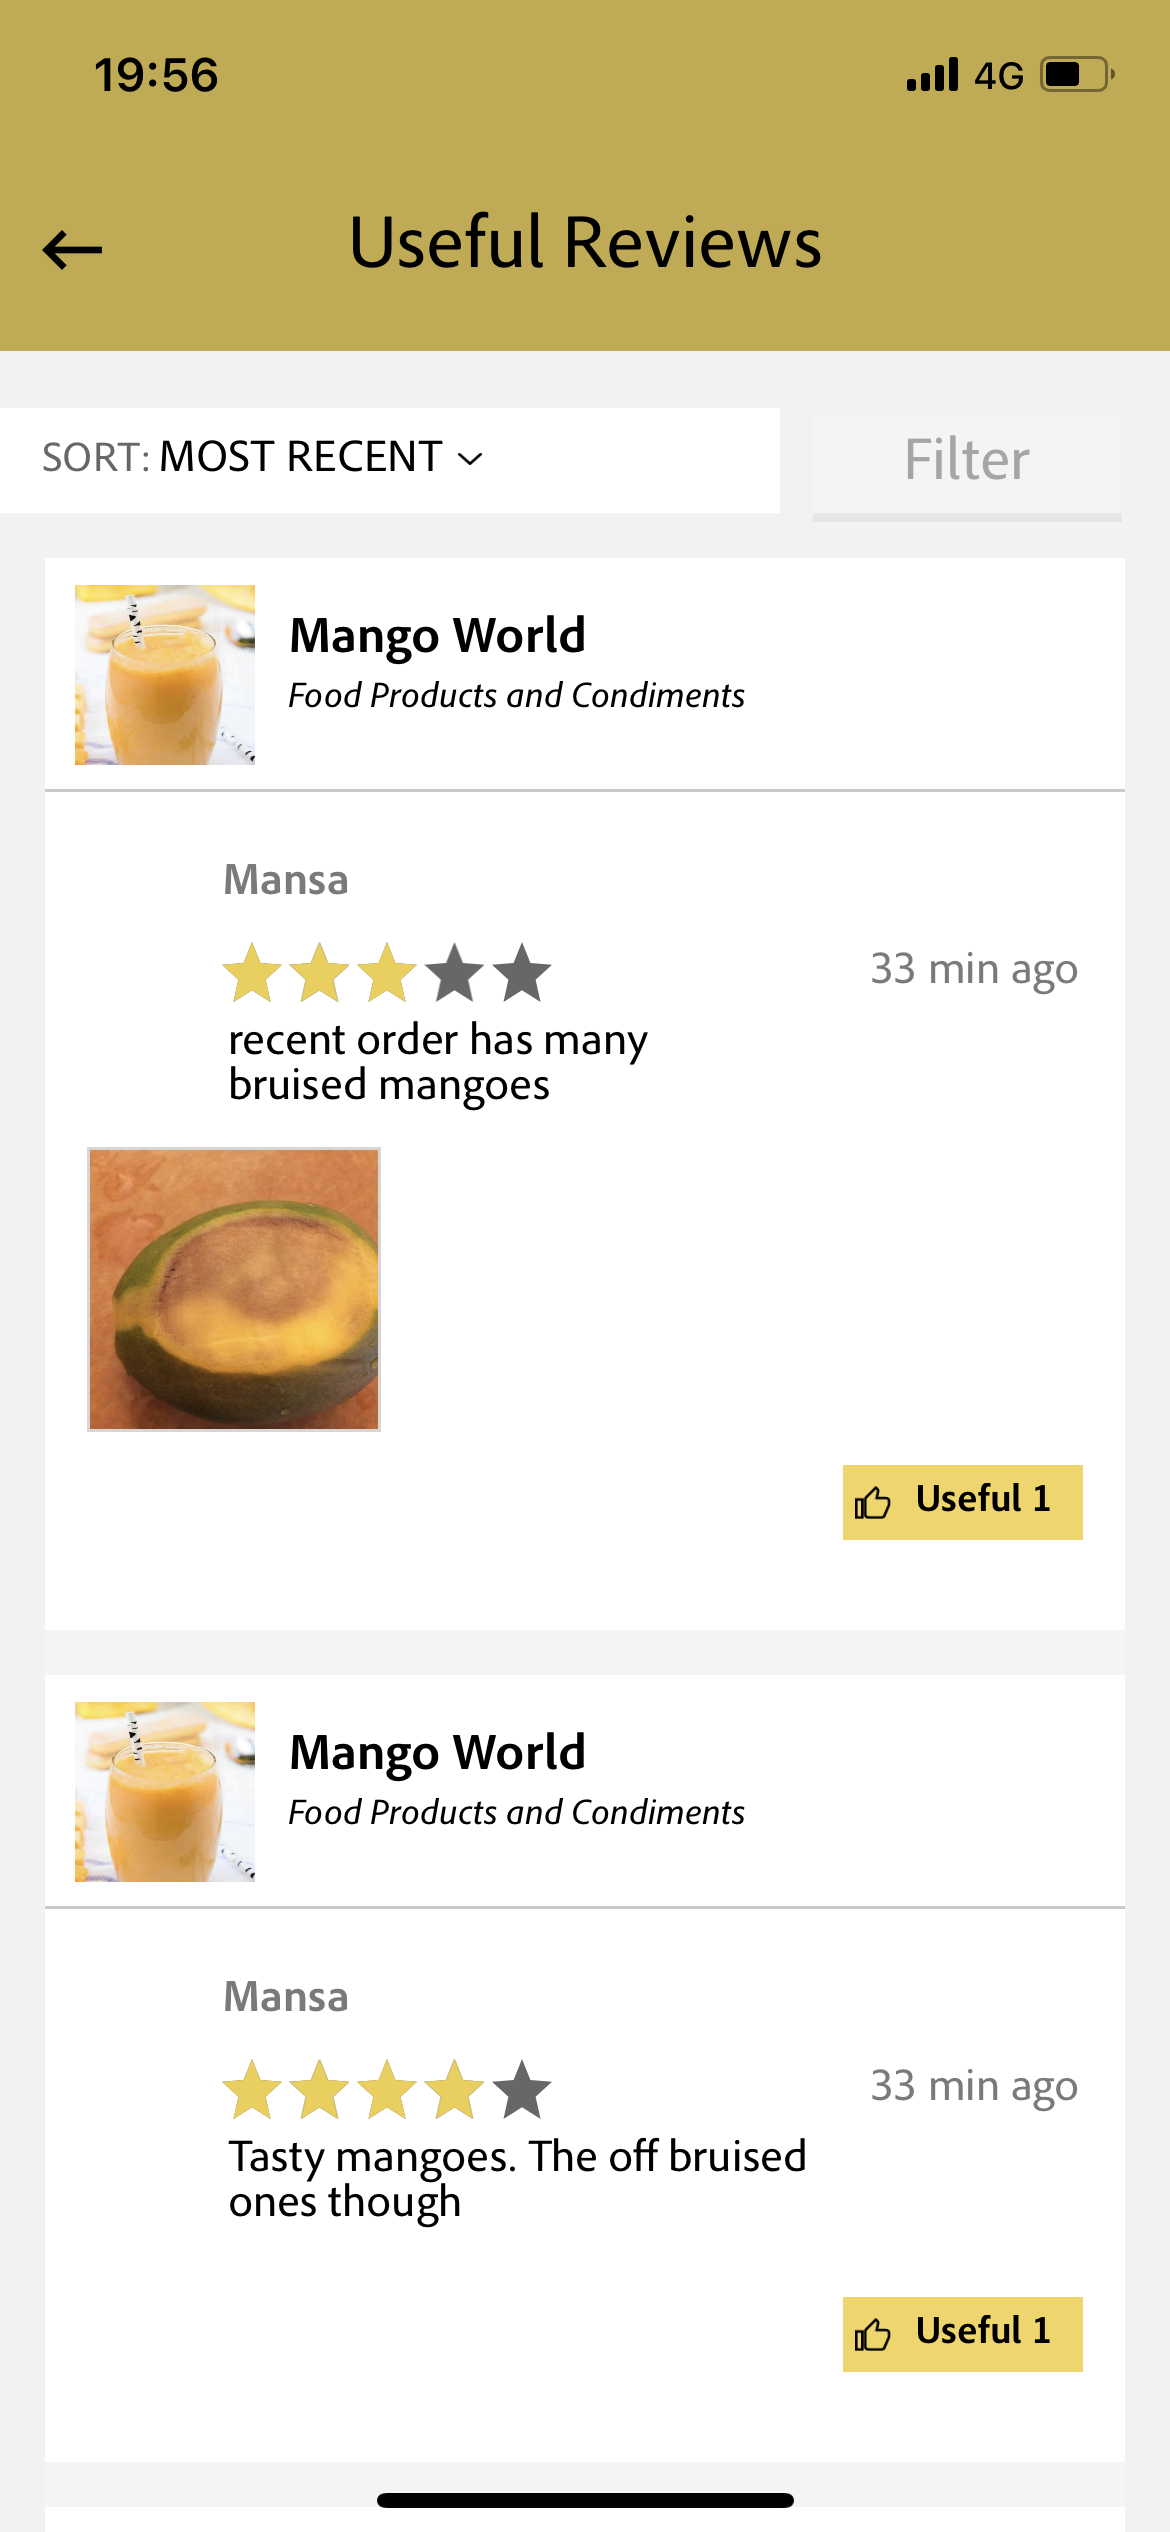 19:56
4G
Useful Reviews
SORT: MOST RECENT
Filter
Mango World
Food Products and Condiments
Mansa
33 min ago
recent order has many
bruised mangoes
Useful 1
Mango World
Food Products and Condiments
Mansa
33 min ago
Tasty mangoes. The off bruised
ones though
Useful 1